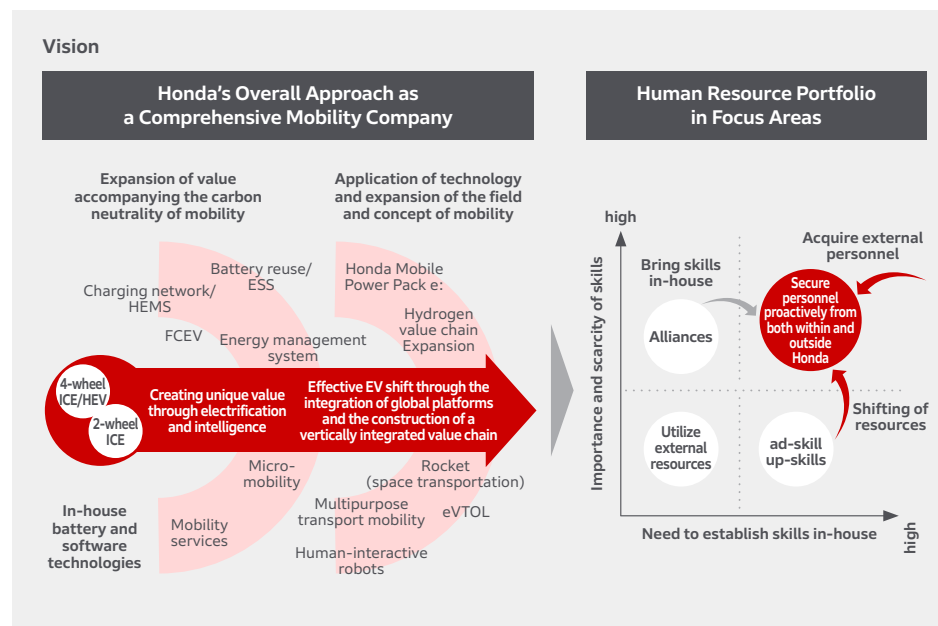 Vision
Honda's Overall Approach as
a Comprehensive Mobility Company
Expansion of value
accompanying the carbon
neutrality of mobility
Application of technology
and expansion of the field
and concept of mobility
Battery reuse/
ESS
Charging network/
HEMS
FCEV
Energy management
system
Honda Mobile
Power Pack e:
Hydrogen
value chain
Expansion
4-wheel
ICE/HEV
2-wheel
ICE
Creating unique value
through electrification
and intelligence
Effective EV shift through the
integration of global platforms
and the construction of a
vertically integrated value chain
Micro-
mobility
Rocket
(space transportation)
Multipurpose
transport mobility
eVTOL
In-house
battery and
software
technologies
Mobility
services
Human-interactive
robots
Human Resource Portfolio
in Focus Areas
high
Importance and scarcity of skills
Bring skills
in-house
Acquire external
personnel
Alliances
Secure
personnel
proactively from
both within and
outside
Honda
Shifting of
resources
Utilize
external
resources
ad-skill
up-skills
Need to establish skills in-house
high